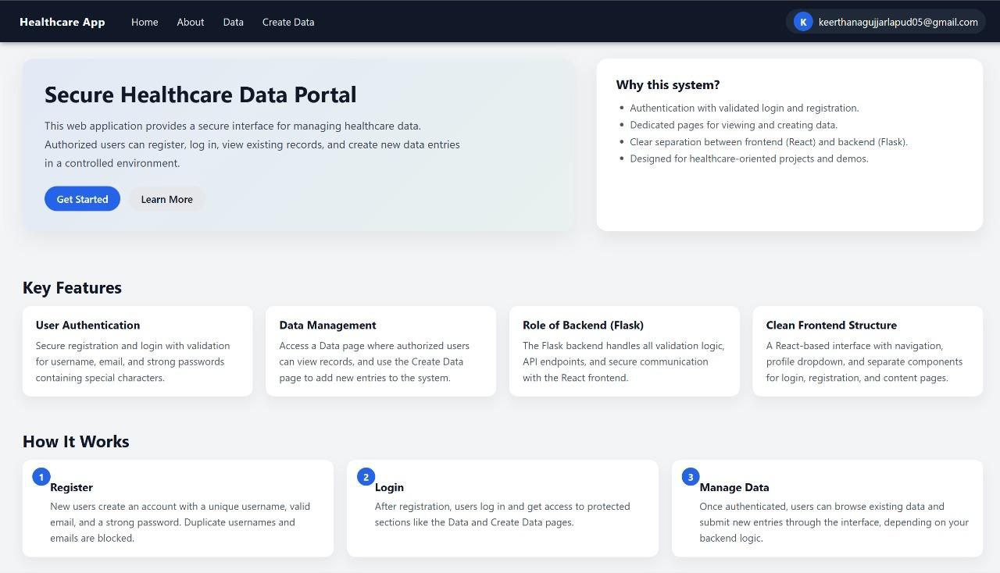 Healthcare App
Home
About
Data
Create Data
K
keerthanagujjarlapud05@gmail.com
Secure Healthcare Data Portal
This web application provides a secure interface for managing healthcare data.
Authorized users can register, log in, view existing records, and create new data entries
in a controlled environment.
Get Started
Learn More
Why this system?
• Authentication with validated login and registration.
• Dedicated pages for viewing and creating data.
• Clear separation between frontend (React) and backend (Flask).
• Designed for healthcare-oriented projects and demos.
Key Features
User Authentication
Secure registration and login with validation
for username, email, and strong passwords
containing special characters.
Data Management
Access a Data page where authorized users
can view records, and use the Create Data
page to add new entries to the system.
Role of Backend (Flask)
The Flask backend handles all validation logic,
API endpoints, and secure communication
with the React frontend.
Clean Frontend Structure
A React-based interface with navigation,
profile dropdown, and separate components
for login, registration, and content pages.
How It Works
1
Register
New users create an account with a unique username, valid
email, and a strong password. Duplicate usernames and
emails are blocked.
2
Login
After registration, users log in and get access to protected
sections like the Data and Create Data pages.
3
Manage Data
Once authenticated, users can browse existing data and
submit new entries through the interface, depending on your
backend logic.